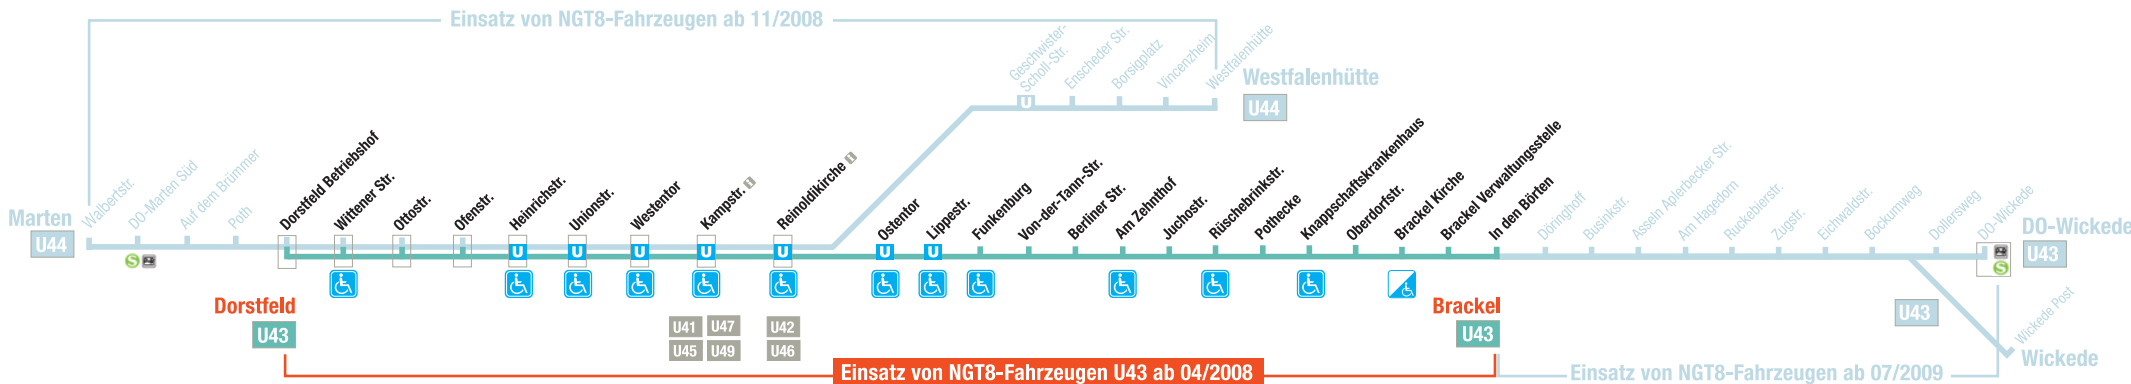 Einsatz von NGT8-Fahrzeugen ab 11/2008
Geschwister-
Scholl-Str.
Enscheder Str.
Borsigplatz
Vincenzheim
Westfalenhütte
Westfalenhütte
U44
Marten
U44
Walbertstr.
DO-Marten Süd
Auf dem Brümmer
Poth
Dorstfeld Betriebshof
Wittener Str.
Ottostr.
Ofenstr.
Heinrichstr.
Unionstr.
Westentor
Kampstr. i
Reinoldikirche i
Ostentor
Lippestr.
Funkenburg
Von-der-Tann-Str.
Berliner Str.
Am Zehnthof
Juchostr.
Rüschebrinkstr.
Pothecke
Knappschaftskrankenhaus
Oberdorfstr.
Brackel Kirche
Brackel Verwaltungsstelle
In den Börten
Döringhoff
Businkstr.
Asseln Aplerbecker Str.
Am Hagedorn
Ruckebierstr.
Zugstr.
Eichwaldstr.
Bockumweg
Dollersweg
DO-Wickede
DO-Wickede
U43
S
U U U U U U U U
S
Dorstfeld
U43
U41 U47
U45 U49
U42
U46
Brackel
U43
U43
Wickede Post
Wickede
Einsatz von NGT8-Fahrzeugen U43 ab 04/2008
Einsatz von NGT8-Fahrzeugen ab 07/2009